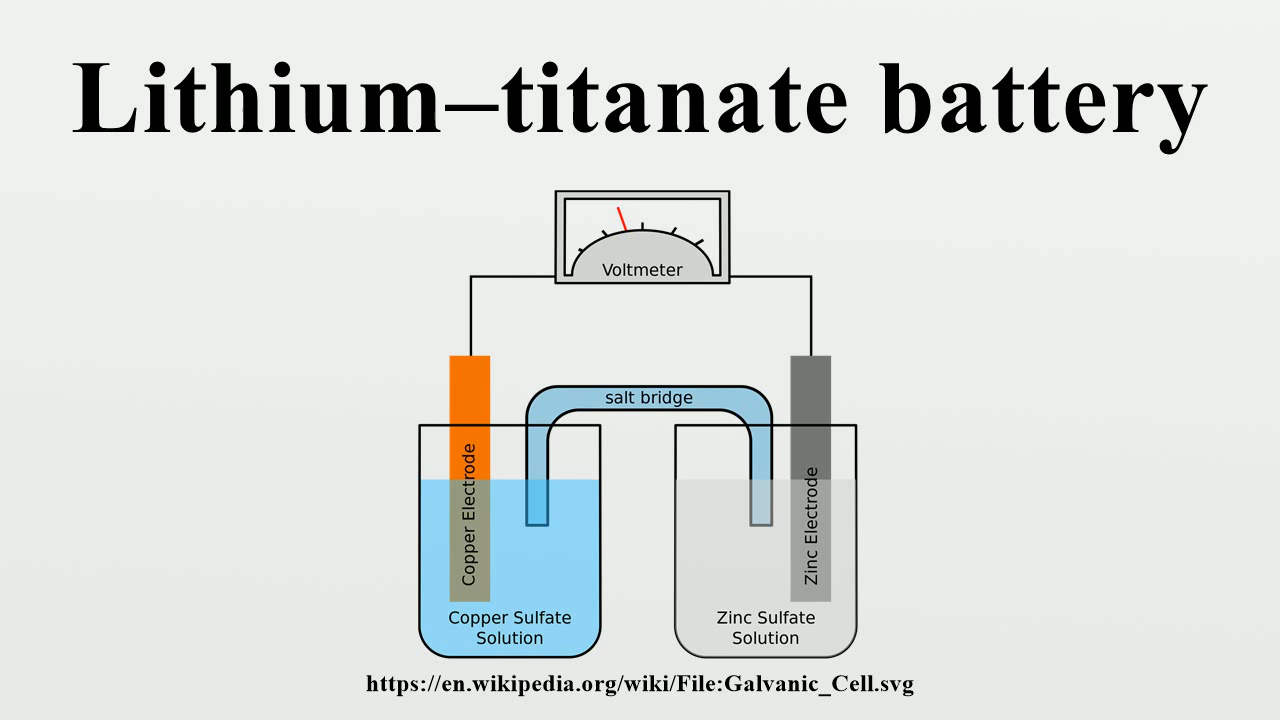 Lithium–titanate battery
Voltmeter
salt bridge
Copper Electrode
Zinc Electrode
Copper Sulfate
Solution
Zinc Sulfate
Solution
https://en.wikipedia.org/wiki/File:Galvanic_Cell.svg